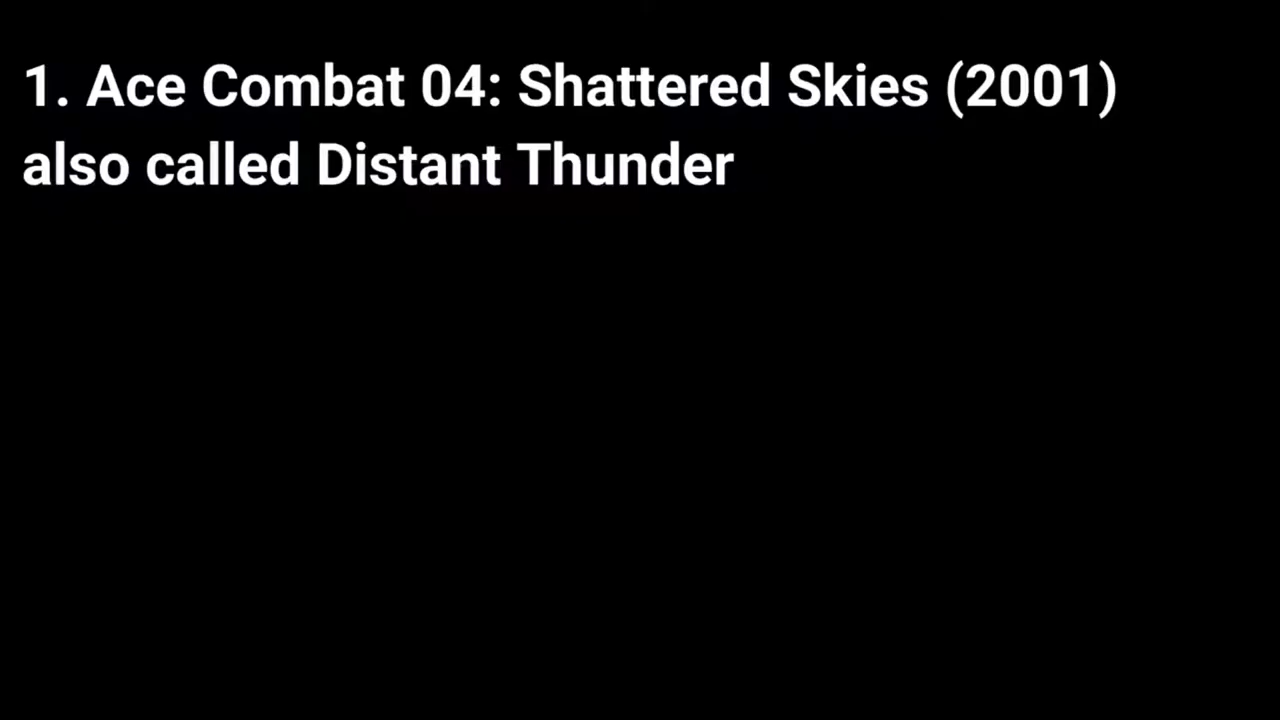 1. Ace Combat 04: Shattered Skies (2001)
also called Distant Thunder